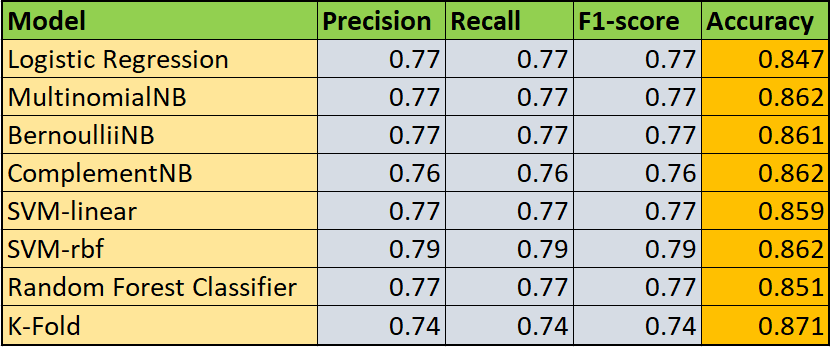 Model Precision Recall F1-score Accuracy
Logistic Regression 0.77 0.77 0.77 0.847
MultinomialNB 0.77 0.77 0.77 0.862
BernoulliiNB 0.77 0.77 0.77 0.861
ComplementNB 0.76 0.76 0.76 0.862
SVM-linear 0.77 0.77 0.77 0.859
SVM-rbf 0.79 0.79 0.79 0.862
Random Forest Classifier 0.77 0.77 0.77 0.851
K-Fold 0.74 0.74 0.74 0.871